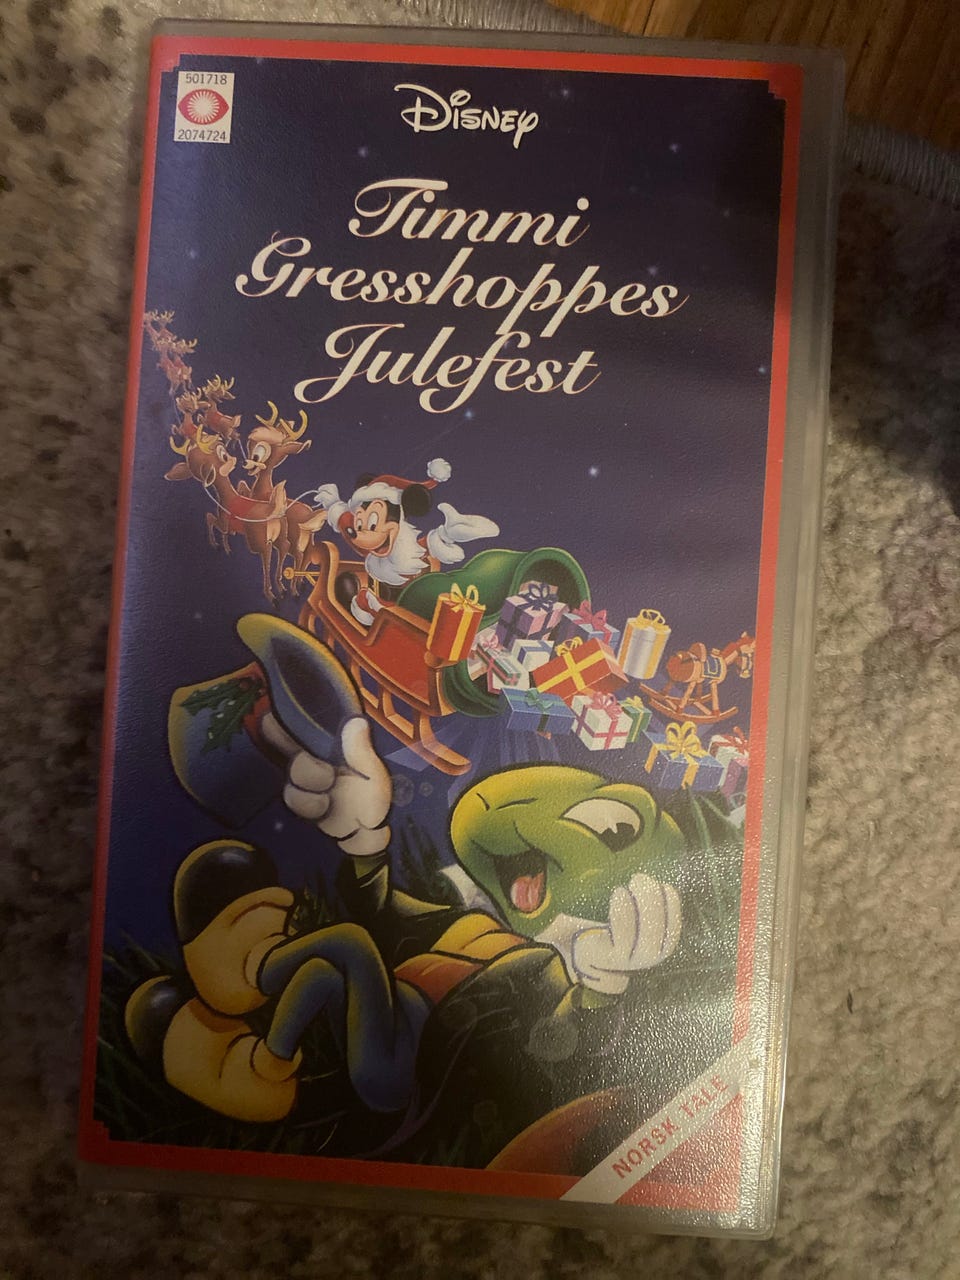 501718
2074724
Disney
Timmi
Gresshoppes
Julefest
NORSK TALE